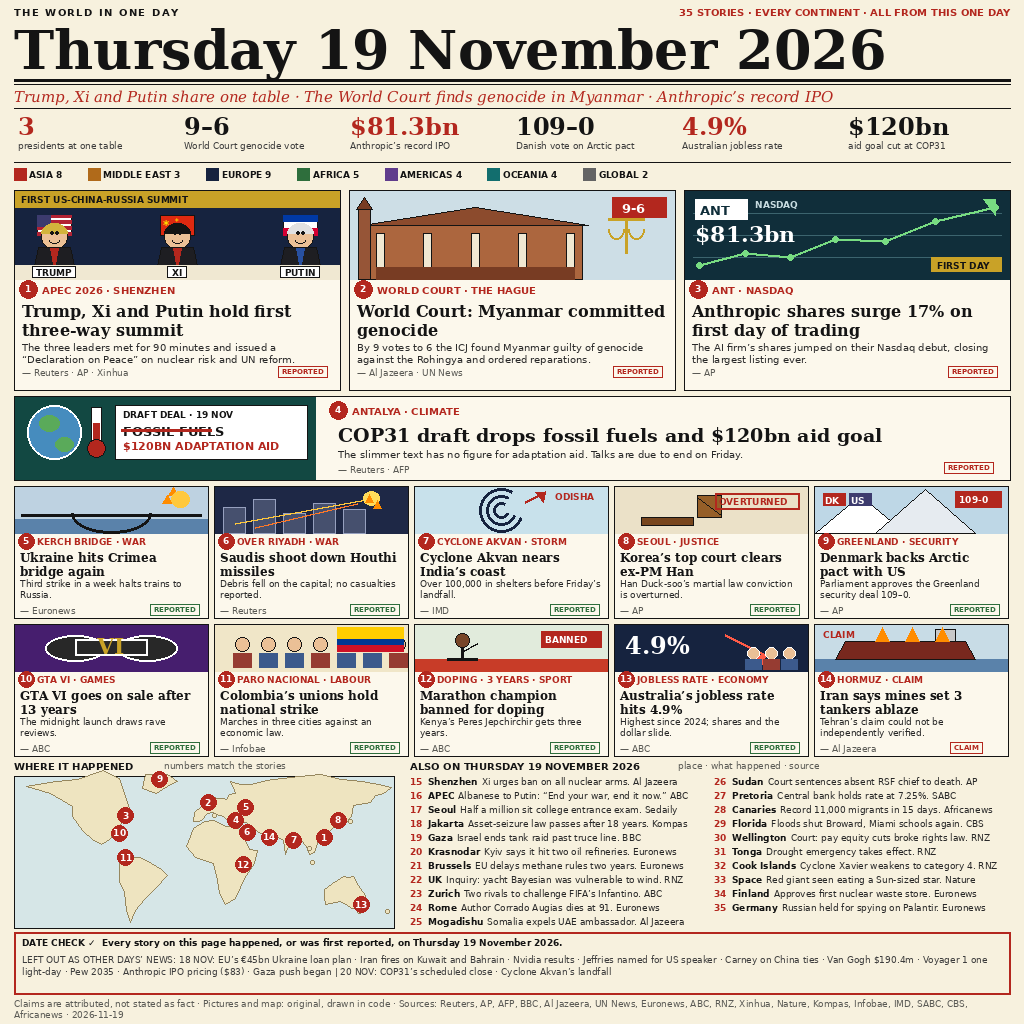 THE WORLD IN ONE DAY
35 STORIES · EVERY CONTINENT · ALL FROM THIS ONE DAY
Thursday 19 November 2026
Trump, Xi and Putin share one table · The World Court finds genocide in Myanmar · Anthropic’s record IPO
3
presidents at one table
9–6
World Court genocide vote
$81.3bn
Anthropic’s record IPO
109–0
Danish vote on Arctic pact
4.9%
Australian jobless rate
$120bn
aid goal cut at COP31
ASIA 8
MIDDLE EAST 3
EUROPE 9
AFRICA 5
AMERICAS 4
OCEANIA 4
GLOBAL 2
FIRST US-CHINA-RUSSIA SUMMIT
TRUMP
XI
PUTIN
1 APEC 2026 · SHENZHEN
Trump, Xi and Putin hold first
three-way summit
The three leaders met for 90 minutes and issued a
“Declaration on Peace” on nuclear risk and UN reform.
— Reuters · AP · Xinhua
REPORTED
9–6
2 WORLD COURT · THE HAGUE
World Court: Myanmar committed
genocide
By 9 votes to 6 the ICJ found Myanmar guilty of genocide
against the Rohingya and ordered reparations.
— Al Jazeera · UN News
REPORTED
ANT
NASDAQ
$81.3bn
FIRST DAY
3 ANT · NASDAQ
Anthropic shares surge 17% on
first day of trading
The AI firm’s shares jumped on their Nasdaq debut, closing
the largest listing ever.
— AP
REPORTED
DRAFT DEAL · 19 NOV
FOSSIL FUELS
$120BN ADAPTATION AID
4 ANTALYA · CLIMATE
COP31 draft drops fossil fuels and $120bn aid goal
The slimmer text has no figure for adaptation aid. Talks are due to end on Friday.
— Reuters · AFP
REPORTED
5 KERCH BRIDGE · WAR
Ukraine hits Crimea
bridge again
Third strike in a week halts trains to
Russia.
— Euronews
REPORTED
6 OVER RIYADH · WAR
Saudis shoot down Houthi
missiles
Debris fell on the capital; no casualties
reported.
— Reuters
REPORTED
ODISHA
7 CYCLONE AKVAN · STORM
Cyclone Akvan nears
India’s coast
Over 100,000 in shelters before Friday’s
landfall.
— IMD
REPORTED
OVERTURNED
8 SEOUL · JUSTICE
Korea’s top court clears
ex-PM Han
Han Duck-soo’s martial law conviction
is overturned.
— AP
REPORTED
DK
US
109-0
9 GREENLAND · SECURITY
Denmark backs Arctic
pact with US
Parliament approves the Greenland
security deal 109–0.
— AP
REPORTED
VI
10 GTA VI · GAMES
GTA VI goes on sale after
13 years
The midnight launch draws rave
reviews.
— ABC
REPORTED
11 PARO NACIONAL · LABOUR
Colombia’s unions hold
national strike
Marches in three cities against an
economic law.
— Infobae
REPORTED
BANNED
12 DOPING · 3 YEARS · SPORT
Marathon champion
banned for doping
Kenya’s Peres Jepchirchir gets three
years.
— ABC
REPORTED
4.9%
13 JOBLESS RATE · ECONOMY
Australia’s jobless rate
hits 4.9%
Highest since 2024; shares and the
dollar slide.
— ABC
REPORTED
CLAIM
14 HORMUZ · CLAIM
Iran says mines set 3
tankers ablaze
Tehran’s claim could not be
independently verified.
— Al Jazeera
CLAIM
WHERE IT HAPPENED
numbers match the stories
9
3
2
5
4
8
10
6
14
7
1
11
12
13
ALSO ON THURSDAY 19 NOVEMBER 2026
place · what happened · source
15 Shenzhen Xi urges ban on all nuclear arms. Al Jazeera
16 APEC Albanese to Putin: “End your war, end it now.” ABC
17 Seoul Half a million sit college entrance exam. Sedaily
18 Jakarta Asset-seizure law passes after 18 years. Kompas
19 Gaza Israel ends tank raid past truce line. BBC
20 Krasnodar Kyiv says it hit two oil refineries. Euronews
21 Brussels EU delays methane rules two years. Euronews
22 UK Inquiry: yacht Bayesian was vulnerable to wind. RNZ
23 Zurich Two rivals to challenge FIFA’s Infantino. ABC
24 Rome Author Corrado Augias dies at 91. Euronews
25 Mogadishu Somalia expels UAE ambassador. Al Jazeera
26 Sudan Court sentences absent RSF chief to death. AP
27 Pretoria Central bank holds rate at 7.25%. SABC
28 Canaries Record 11,000 migrants in 15 days. Africanews
29 Florida Floods shut Broward, Miami schools again. CBS
30 Wellington Court: pay equity cuts broke rights law. RNZ
31 Tonga Drought emergency takes effect. RNZ
32 Cook Islands Cyclone Xavier weakens to category 4. RNZ
33 Space Red giant seen eating a Sun-sized star. Nature
34 Finland Approves first nuclear waste store. Euronews
35 Germany Russian held for spying on Palantir. Euronews
DATE CHECK ✓ Every story on this page happened, or was first reported, on Thursday 19 November 2026.
LEFT OUT AS OTHER DAYS’ NEWS: 18 NOV: EU’s €45bn Ukraine loan plan · Iran fires on Kuwait and Bahrain · Nvidia results · Jeffries named for US speaker · Carney on China ties · Van Gogh $190.4m · Voyager 1 one
light-day · Pew 2035 · Anthropic IPO pricing ($83) · Gaza push began | 20 NOV: COP31’s scheduled close · Cyclone Akvan’s landfall
Claims are attributed, not stated as fact · Pictures and map: original, drawn in code · Sources: Reuters, AP, AFP, BBC, Al Jazeera, UN News, Euronews, ABC, RNZ, Xinhua, Nature, Kompas, Infobae, IMD, SABC, CBS,
Africanews · 2026-11-19